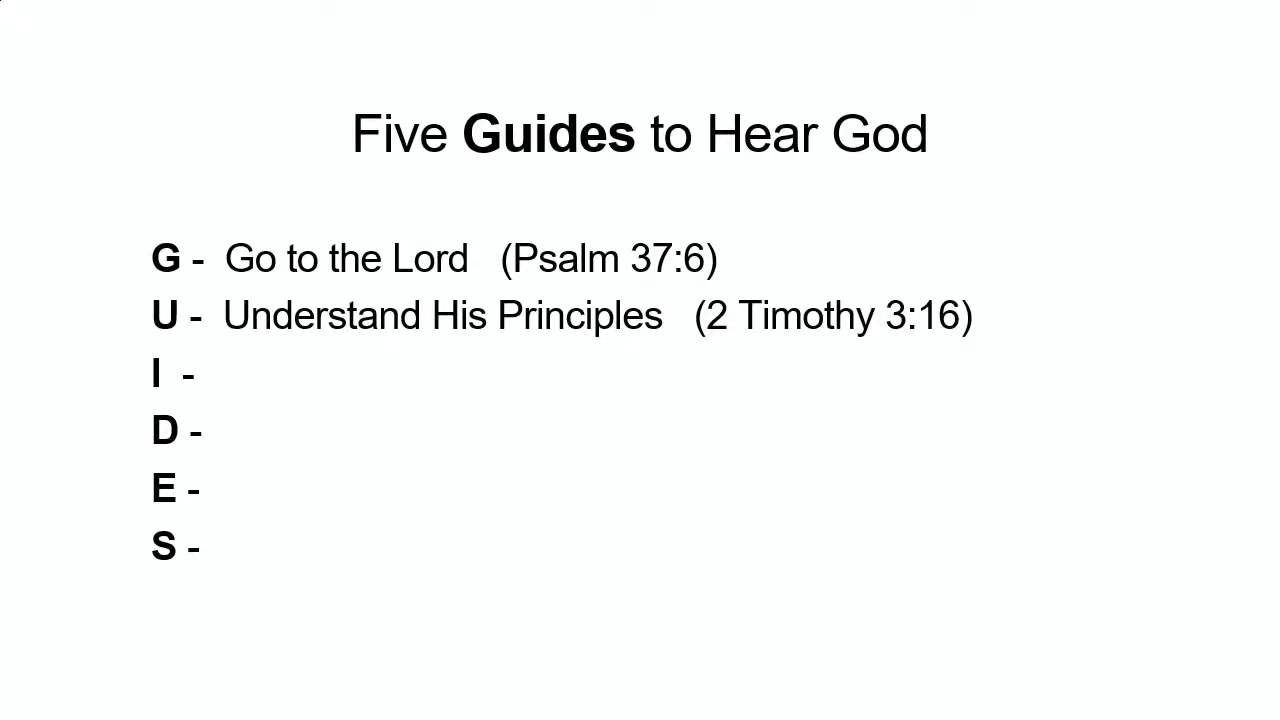 Five Guides to Hear God
G - Go to the Lord (Psalm 37:6)
U - Understand His Principles (2 Timothy 3:16)
I -
D -
E -
S -